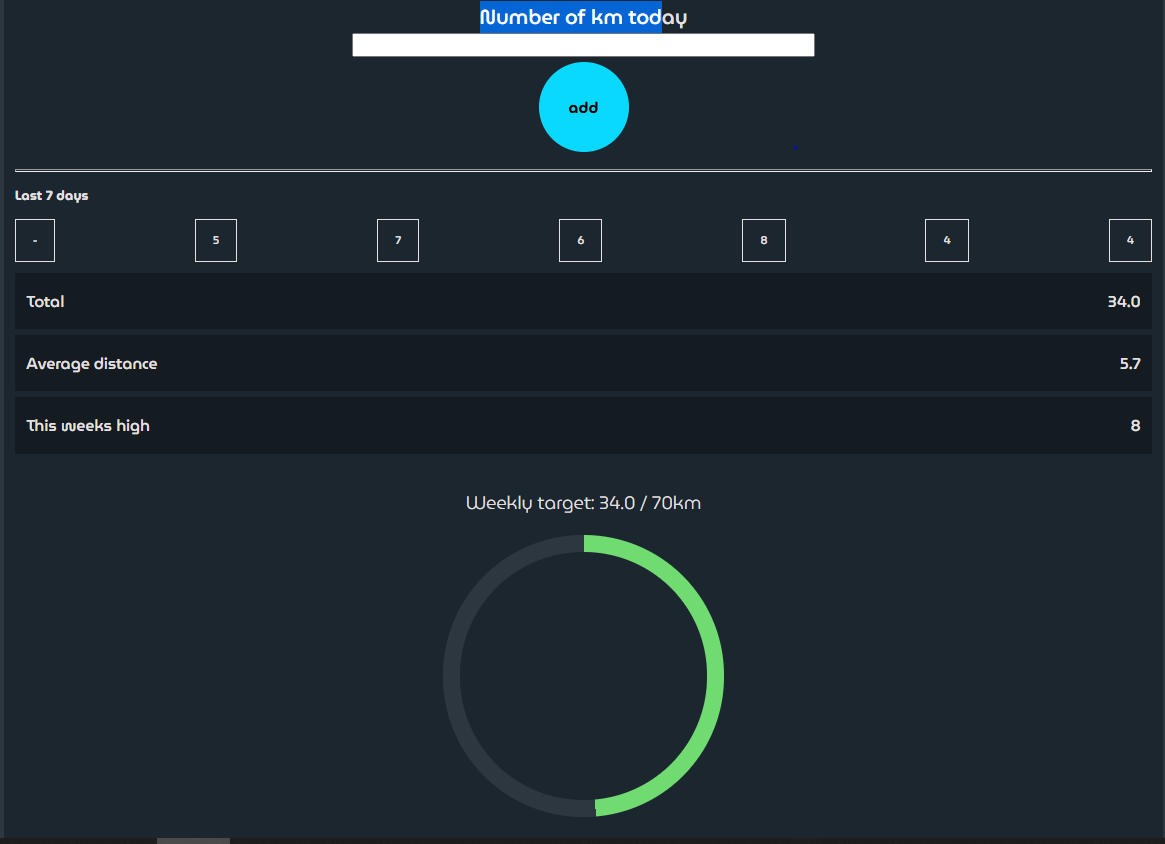 Number of km today
add
Last 7 days
- 5 7 6 8 4 4
Total 34.0
Average distance 5.7
This weeks high 8
Weekly target: 34.0 / 70km